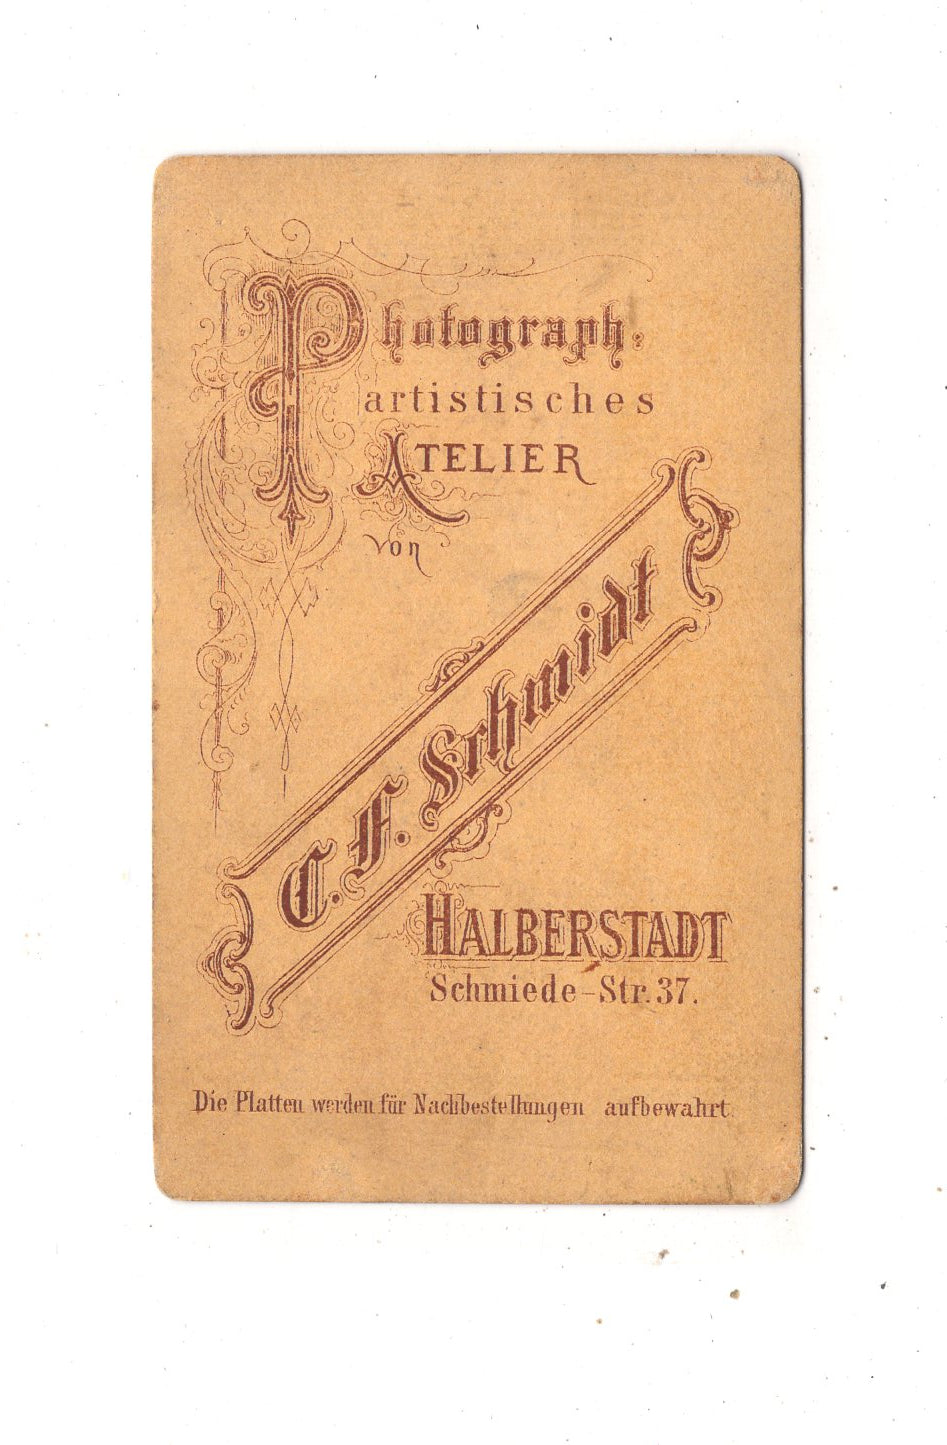 Photograph:
artistisches
ATELIER
von
C. F. Schmidt
HALBERSTADT
Schmiede-Str. 37.
Die Platten werden für Nachbestellungen aufbewahrt.